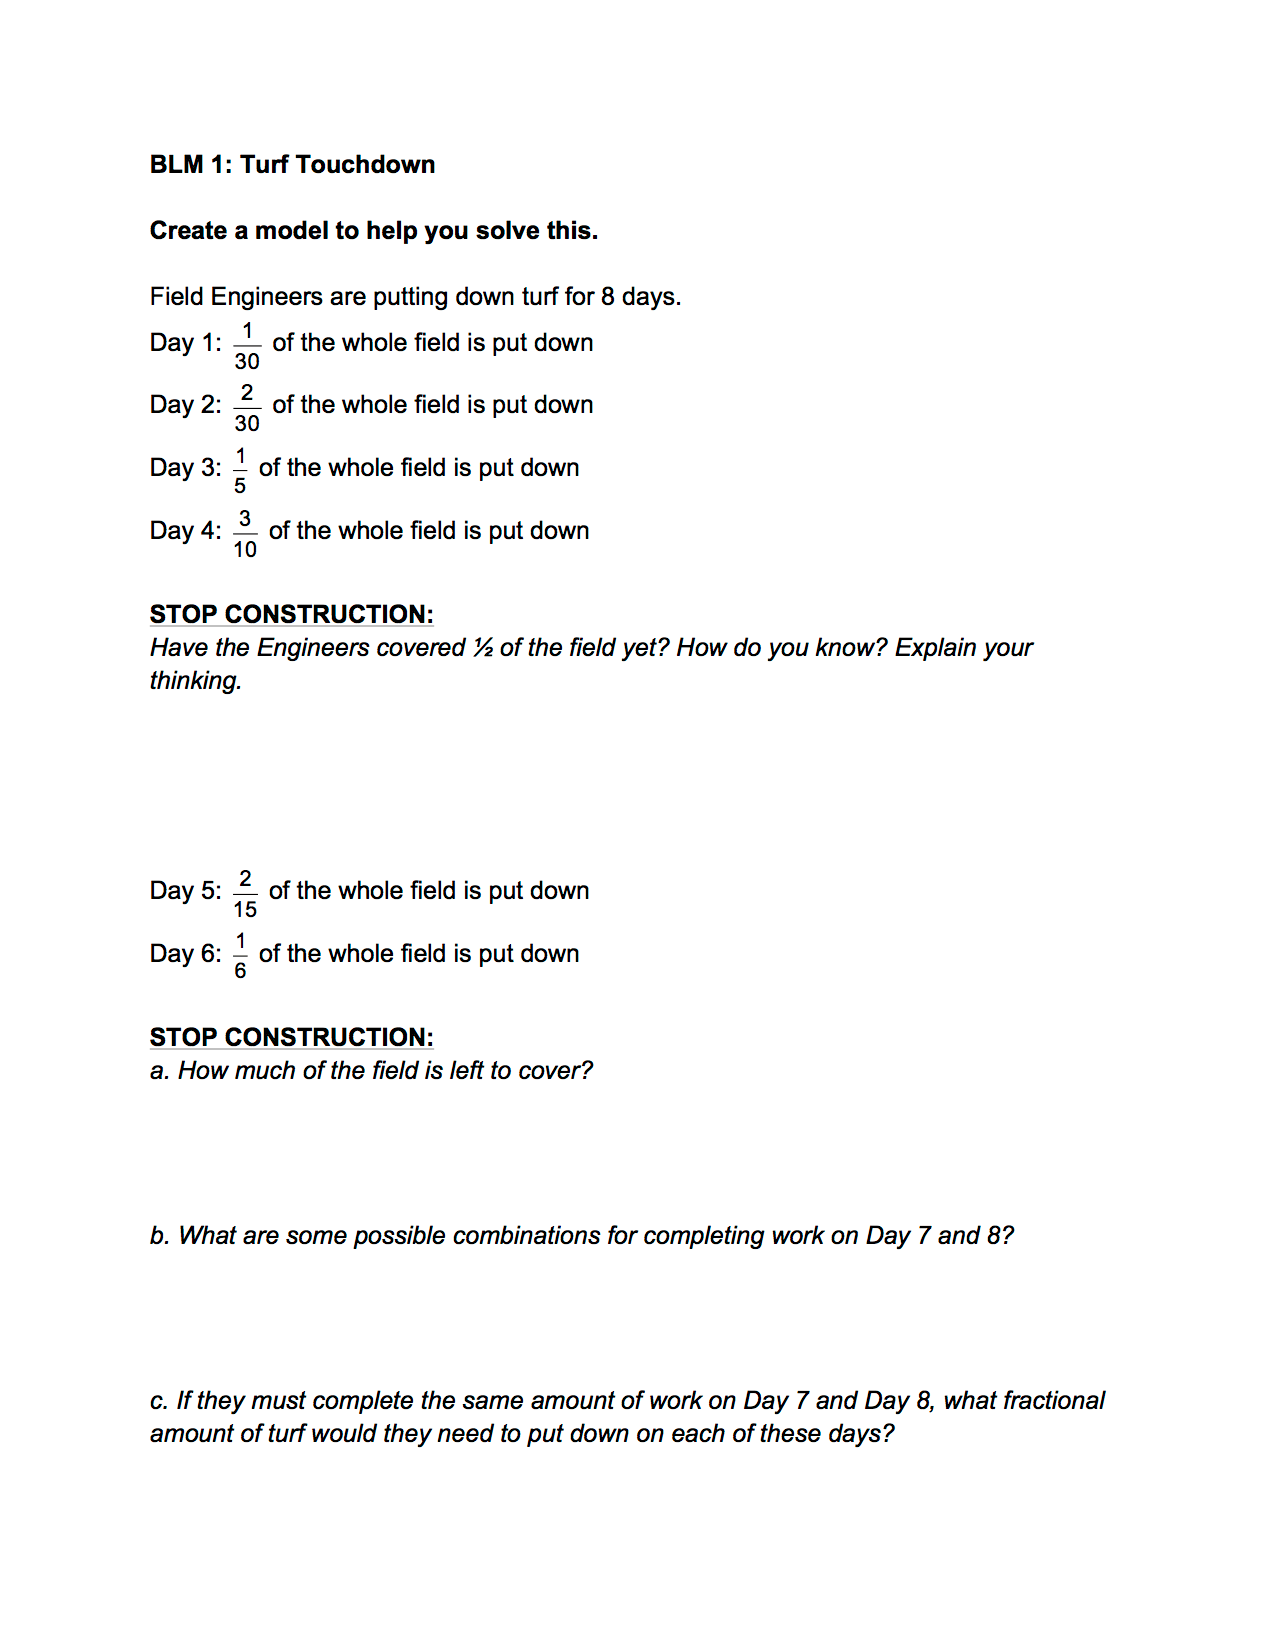 BLM 1: Turf Touchdown
Create a model to help you solve this.
Field Engineers are putting down turf for 8 days.
Day 1: 1/30 of the whole field is put down
Day 2: 2/30 of the whole field is put down
Day 3: 1/5 of the whole field is put down
Day 4: 3/10 of the whole field is put down
STOP CONSTRUCTION:
Have the Engineers covered ½ of the field yet? How do you know? Explain your
thinking.
Day 5: 2/15 of the whole field is put down
Day 6: 1/6 of the whole field is put down
STOP CONSTRUCTION:
a. How much of the field is left to cover?
b. What are some possible combinations for completing work on Day 7 and 8?
c. If they must complete the same amount of work on Day 7 and Day 8, what fractional
amount of turf would they need to put down on each of these days?